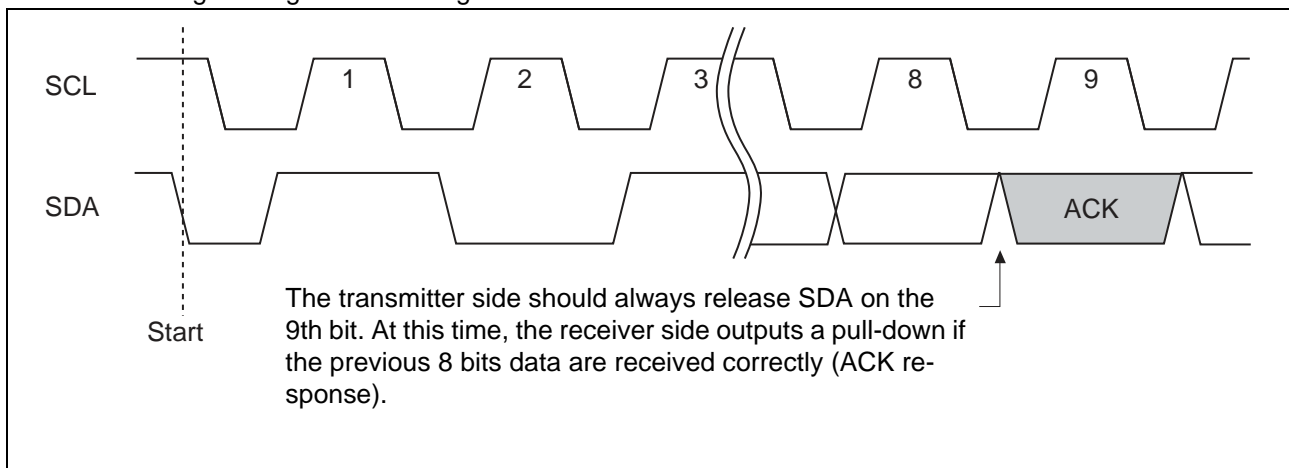 SCL
1
2
3
8
9
SDA
ACK
Start
The transmitter side should always release SDA on the
9th bit. At this time, the receiver side outputs a pull-down if
the previous 8 bits data are received correctly (ACK re-
sponse).